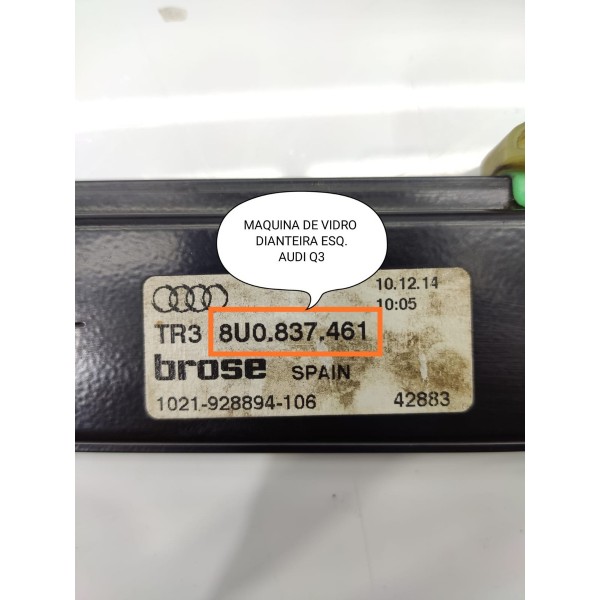 MAQUINA DE VIDRO
DIANTEIRA ESQ.
AUDI Q3
10.12.14
10:05
TR3 8U0.837.461
brose SPAIN
1021-928894-106 42883